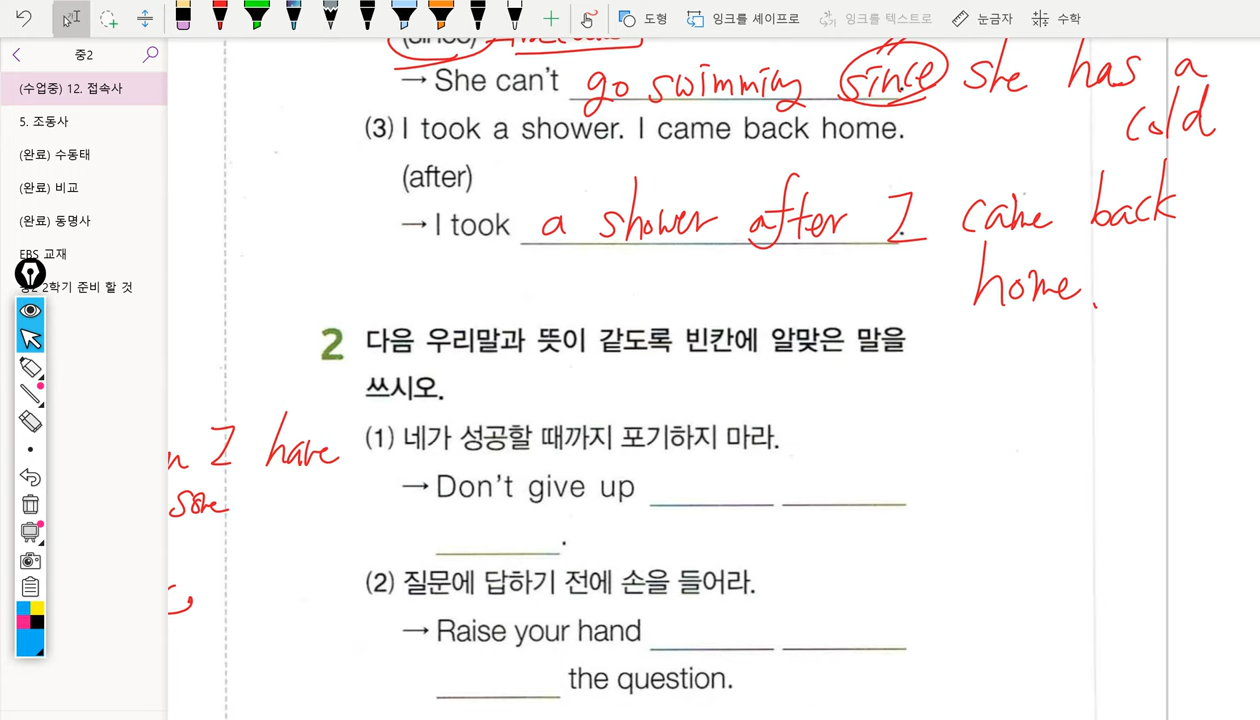 도형
잉크를 셰이프로
잉크를 텍스트로
눈금자
수학
중2
(수업중) 12. 접속사
5. 조동사
(완료) 수동태
(완료) 비교
(완료) 동명사
EBS 교재
2학기 준비 할 것
(since)
→ She can't go swimming since she has a
cold
(3) I took a shower. I came back home.
(after)
→ I took a shower after I came back
home.
2 다음 우리말과 뜻이 같도록 빈칸에 알맞은 말을
쓰시오.
I have
some
(1) 네가 성공할 때까지 포기하지 마라.
→ Don't give up
.
(2) 질문에 답하기 전에 손을 들어라.
→ Raise your hand
the question.